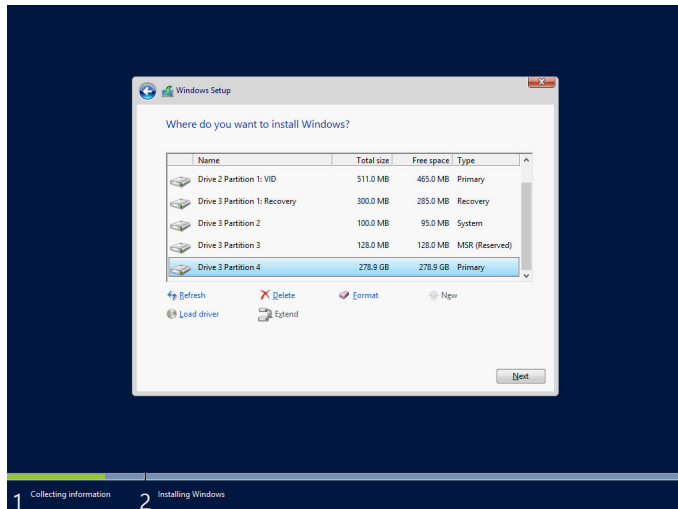 Windows Setup
Where do you want to install Windows?
Name Total size Free space Type
Drive 2 Partition 1: VID 511.0 MB 465.0 MB Primary
Drive 3 Partition 1: Recovery 300.0 MB 285.0 MB Recovery
Drive 3 Partition 2 100.0 MB 95.0 MB System
Drive 3 Partition 3 128.0 MB 128.0 MB MSR (Reserved)
Drive 3 Partition 4 278.9 GB 278.9 GB Primary
Refresh Delete Format New
Load driver Extend
Next
1 Collecting information 2 Installing Windows